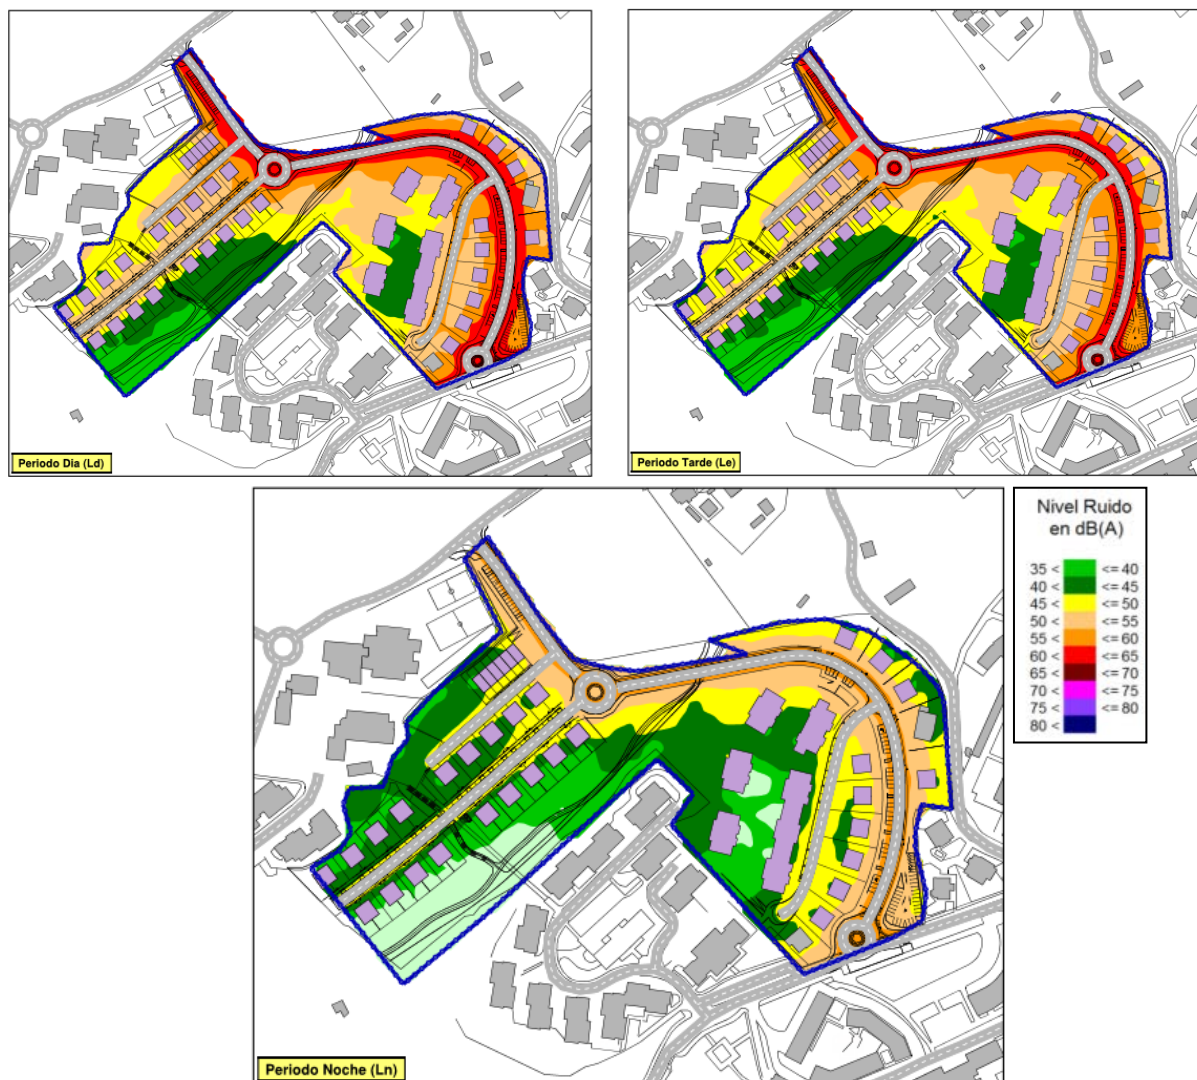 Periodo Dia (Ld)
Periodo Tarde (Le)
Nivel Ruido
en dB(A)
35 < <= 40
40 < <= 45
45 < <= 50
50 < <= 55
55 < <= 60
60 < <= 65
65 < <= 70
70 < <= 75
75 < <= 80
80 <
Periodo Noche (Ln)